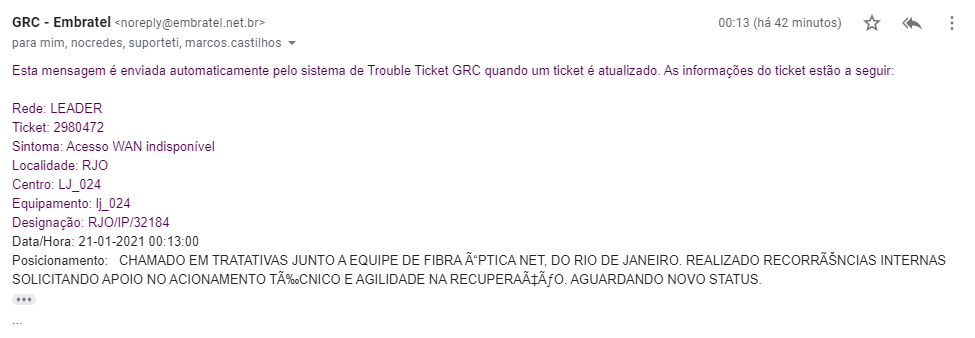 GRC - Embratel <noreply@embratel.net.br>
00:13 (há 42 minutos)
para mim, nocredes, suporteti, marcos.castilhos
Esta mensagem é enviada automaticamente pelo sistema de Trouble Ticket GRC quando um ticket é atualizado. As informações do ticket estão a seguir:
Rede: LEADER
Ticket: 2980472
Sintoma: Acesso WAN indisponível
Localidade: RJO
Centro: LJ_024
Equipamento: lj_024
Designação: RJO/IP/32184
Data/Hora: 21-01-2021 00:13:00
Posicionamento: CHAMADO EM TRATATIVAS JUNTO A EQUIPE DE FIBRA Ã“PTICA NET, DO RIO DE JANEIRO. REALIZADO RECORRÃŠNCIAS INTERNAS
SOLICITANDO APOIO NO ACIONAMENTO TÃ‰CNICO E AGILIDADE NA RECUPERAÃ‡ÃƒO. AGUARDANDO NOVO STATUS.
...